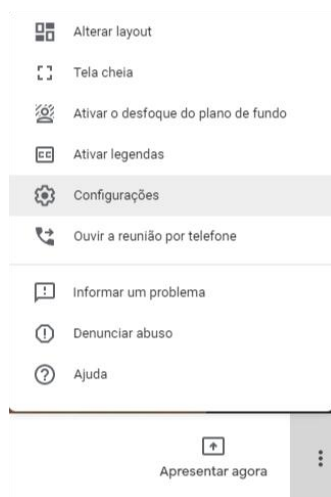 Alterar layout
Tela cheia
Ativar o desfoque do plano de fundo
CC Ativar legendas
Configurações
Ouvir a reunião por telefone
Informar um problema
Denunciar abuso
Ajuda
Apresentar agora